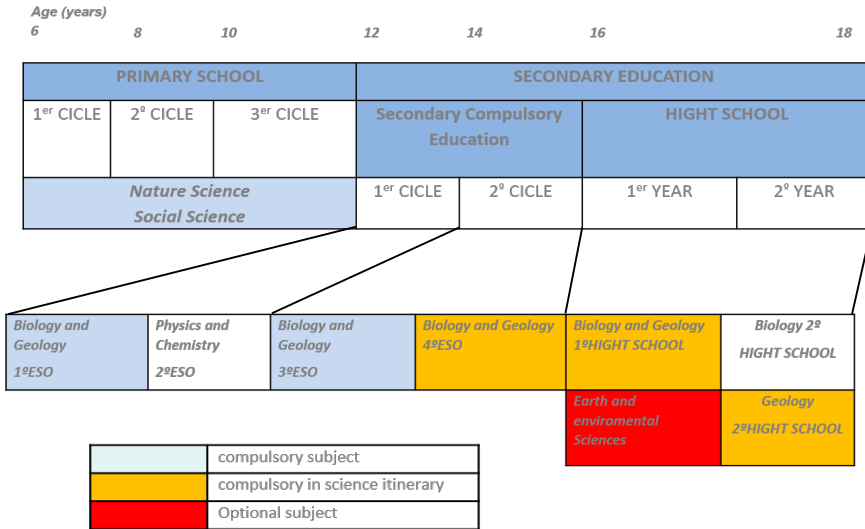 Age (years)
6 8 10 12 14 16 18
PRIMARY SCHOOL SECONDARY EDUCATION
1er CICLE 2º CICLE 3er CICLE Secondary Compulsory HIGHT SCHOOL
Education
Nature Science 1er CICLE 2º CICLE 1er YEAR 2º YEAR
Social Science
Biology and
Geology
1ºESO
Physics and
Chemistry
2ºESO
Biology and
Geology
3ºESO
Biology and Geology
4ºESO
Biology and Geology
1ºHIGHT SCHOOL
Biology 2º
HIGHT SCHOOL
Earth and
enviromental
Sciences
Geology
2ºHIGHT SCHOOL
compulsory subject
compulsory in science itinerary
Optional subject